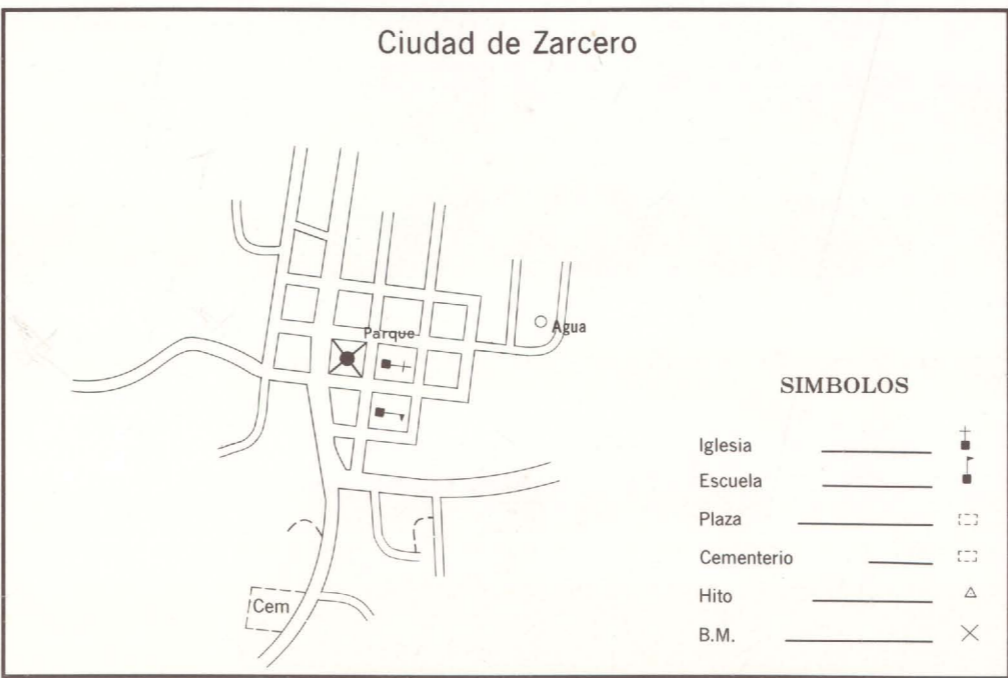 Ciudad de Zarcero
Parque
Agua
Cem
SIMBOLOS
Iglesia
Escuela
Plaza
Cementerio
Hito
B.M.